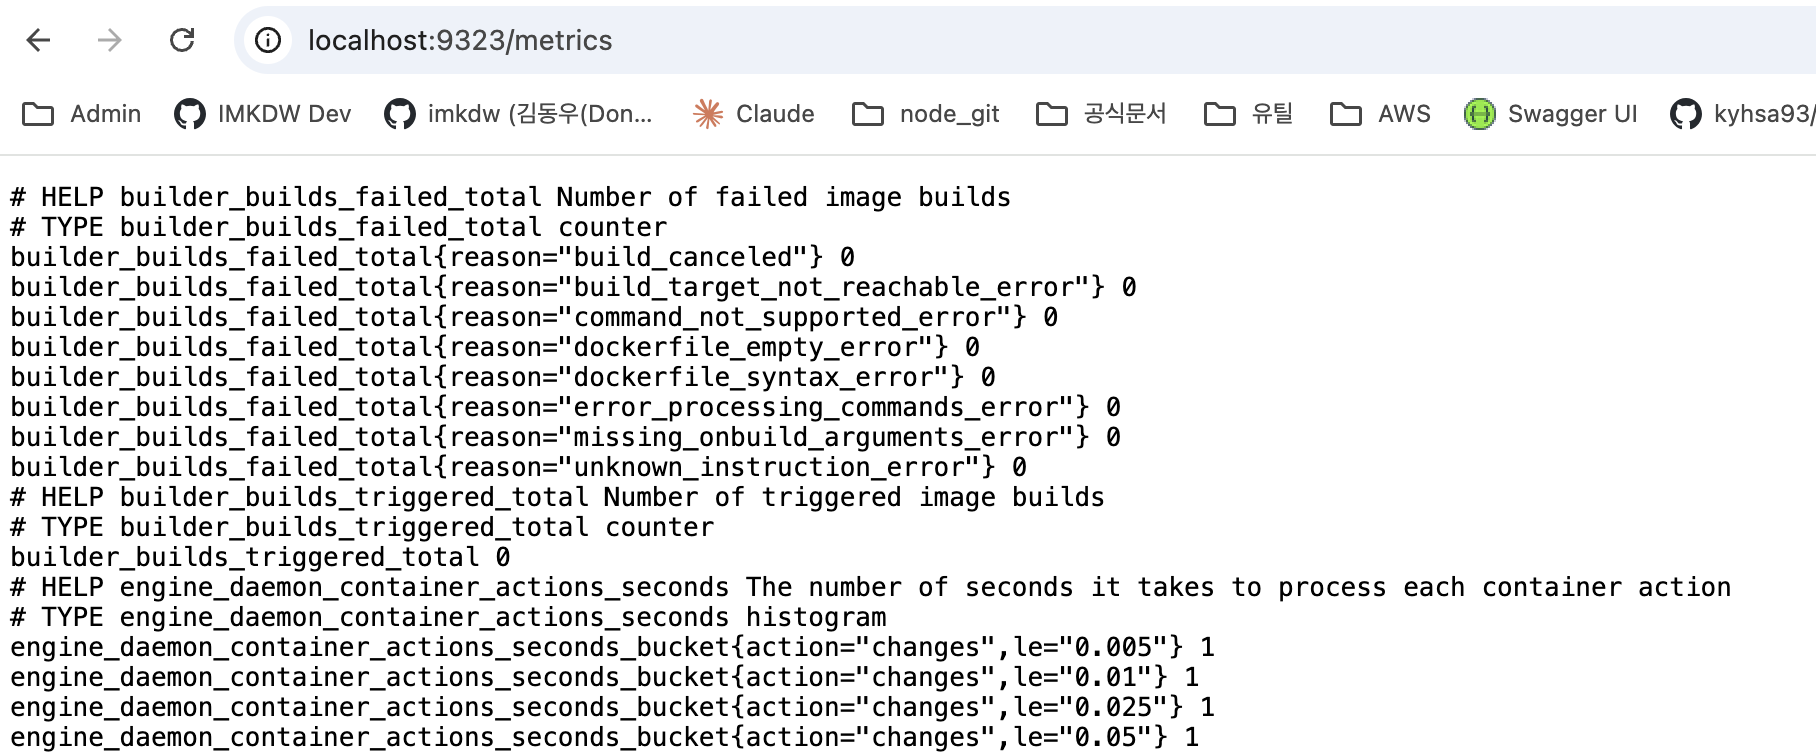 localhost:9323/metrics
Admin IMKDW Dev imkdw (김동우(Don... Claude node_git 공식문서 유틸 AWS Swagger UI kyhsa93/
# HELP builder_builds_failed_total Number of failed image builds
# TYPE builder_builds_failed_total counter
builder_builds_failed_total{reason="build_canceled"} 0
builder_builds_failed_total{reason="build_target_not_reachable_error"} 0
builder_builds_failed_total{reason="command_not_supported_error"} 0
builder_builds_failed_total{reason="dockerfile_empty_error"} 0
builder_builds_failed_total{reason="dockerfile_syntax_error"} 0
builder_builds_failed_total{reason="error_processing_commands_error"} 0
builder_builds_failed_total{reason="missing_onbuild_arguments_error"} 0
builder_builds_failed_total{reason="unknown_instruction_error"} 0
# HELP builder_builds_triggered_total Number of triggered image builds
# TYPE builder_builds_triggered_total counter
builder_builds_triggered_total 0
# HELP engine_daemon_container_actions_seconds The number of seconds it takes to process each container action
# TYPE engine_daemon_container_actions_seconds histogram
engine_daemon_container_actions_seconds_bucket{action="changes",le="0.005"} 1
engine_daemon_container_actions_seconds_bucket{action="changes",le="0.01"} 1
engine_daemon_container_actions_seconds_bucket{action="changes",le="0.025"} 1
engine_daemon_container_actions_seconds_bucket{action="changes",le="0.05"} 1